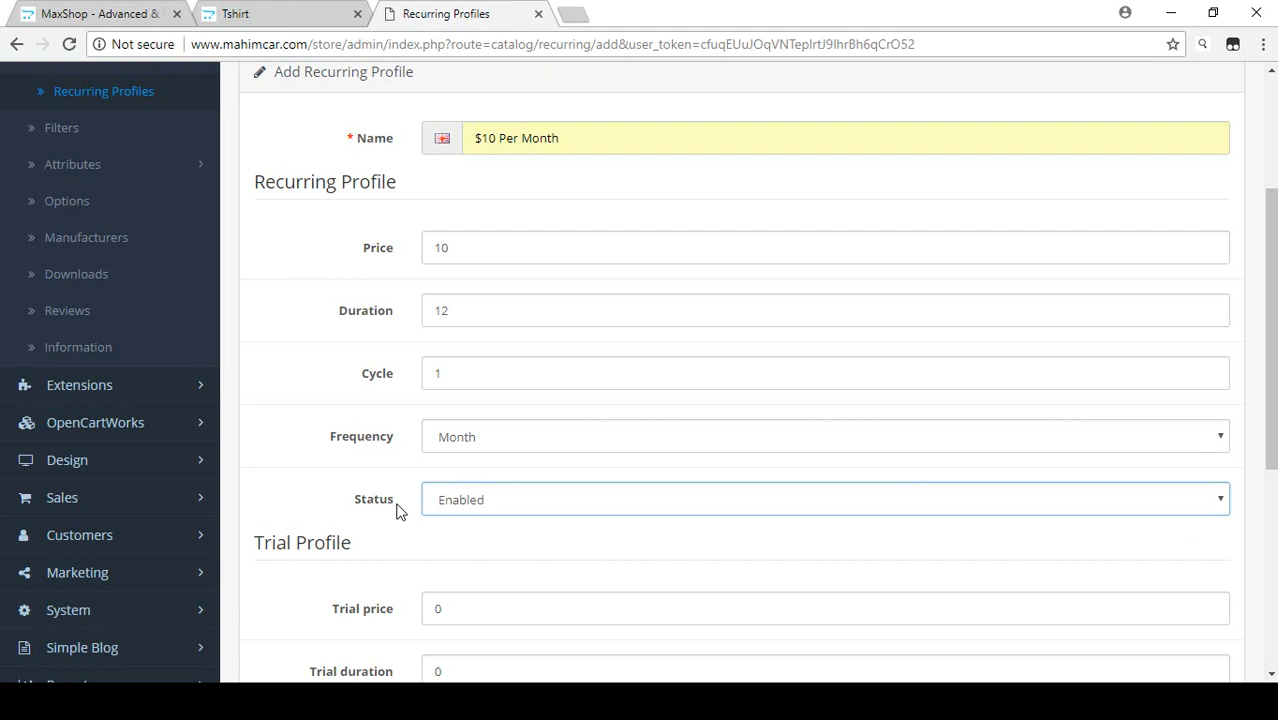 MaxShop - Advanced &
Tshirt
Recurring Profiles
Not secure
www.mahimcar.com/store/admin/index.php?route=catalog/recurring/add&user_token=cfuqEUuJOqVNTeplrtJ9lhrBh6qCrO52
Add Recurring Profile
Recurring Profiles
Filters
Attributes
Options
Manufacturers
Downloads
Reviews
Information
Extensions
OpenCartWorks
Design
Sales
Customers
Marketing
System
Simple Blog
* Name
$10 Per Month
Recurring Profile
Price
10
Duration
12
Cycle
1
Frequency
Month
Status
Enabled
Trial Profile
Trial price
0
Trial duration
0